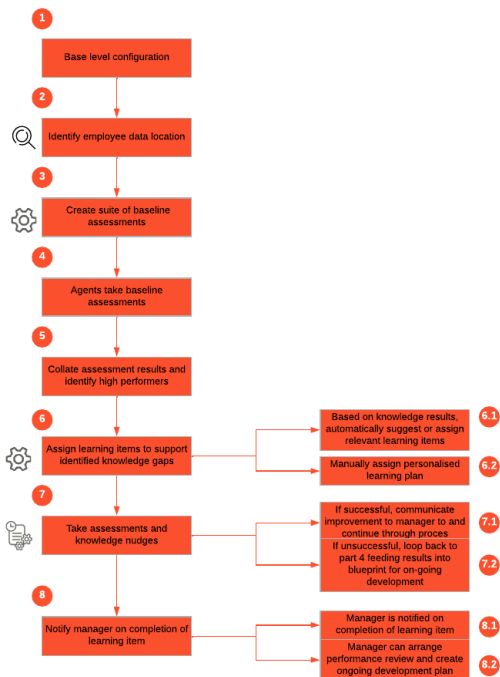 1
Base level configuration
2
Identify employee data location
3
Create suite of baseline
assessments
4
Agents take baseline
assessments
5
Collate assessment results and
identify high performers
6
Assign learning items to support
identified knowledge gaps
Based on knowledge results,
automatically suggest or assign
relevant learning items
6.1
Manually assign personalised
learning plan
6.2
7
Take assessments and
knowledge nudges
If successful, communicate
improvement to manager to and
continue through proces
7.1
If unsuccessful, loop back to
part 4 feeding results into
blueprint for on-going
development
7.2
8
Notify manager on completion of
learning item
Manager is notified on
completion of learning item
8.1
Manager can arrange
performance review and create
ongoing development plan
8.2